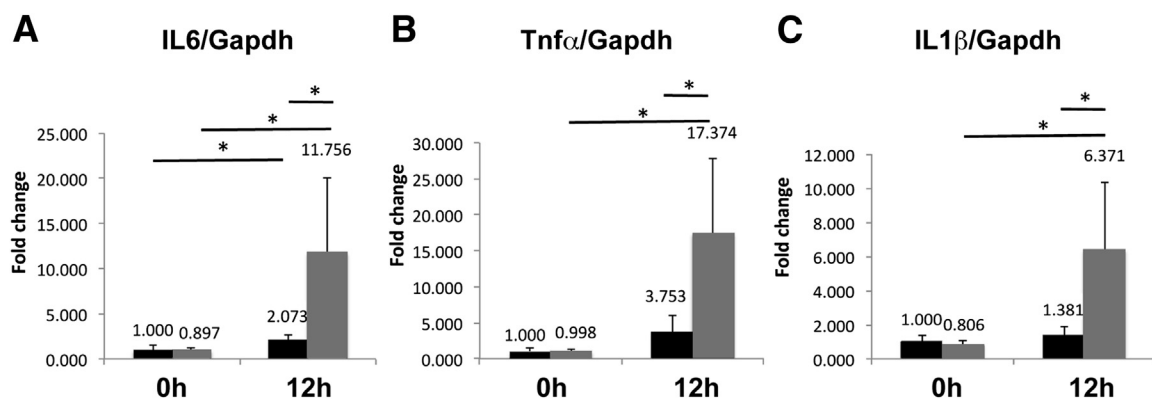 A
IL6/Gapdh
*
*
*
Fold change
25.000
20.000
15.000
10.000
5.000
0.000
1.000
0.897
2.073
11.756
0h
12h
B
Tnfα/Gapdh
*
*
Fold change
30.000
25.000
20.000
15.000
10.000
5.000
0.000
1.000
0.998
3.753
17.374
0h
12h
C
IL1β/Gapdh
*
*
Fold change
12.000
10.000
8.000
6.000
4.000
2.000
0.000
1.000
0.806
1.381
6.371
0h
12h